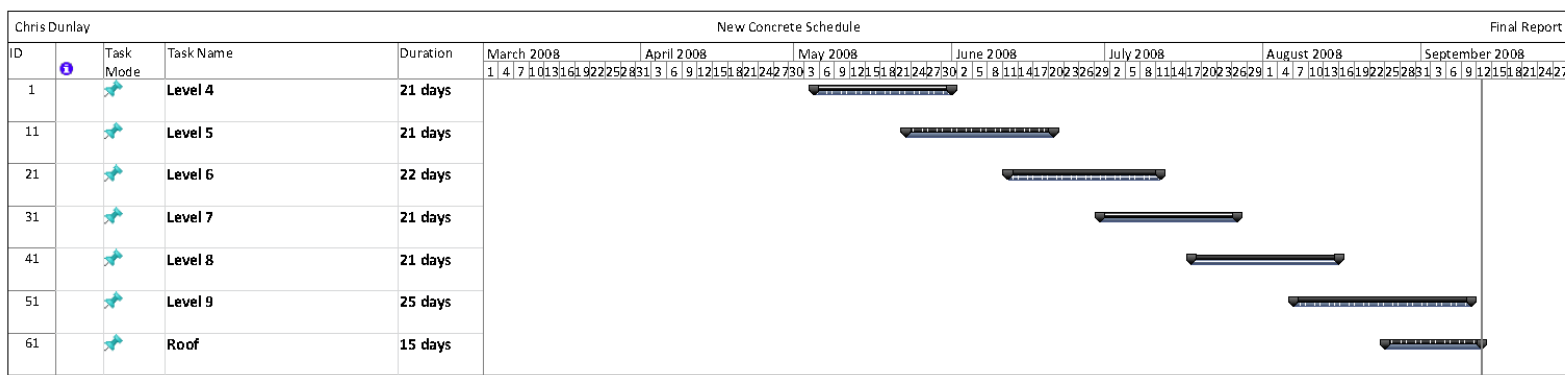 Chris Dunlay New Concrete Schedule Final Report
ID Task Mode Task Name Duration March 2008 April 2008 May 2008 June 2008 July 2008 August 2008 September 2008
1 4 7 10 13 16 19 22 25 28 31 3 6 9 12 15 18 21 24 27 30 3 6 9 12 15 18 21 24 27 30 2 5 8 11 14 17 20 23 26 29 2 5 8 11 14 17 20 23 26 29 1 4 7 10 13 16 19 22 25 28 31 3 6 9 12 15 18 21 24 27
1 Level 4 21 days
11 Level 5 21 days
21 Level 6 22 days
31 Level 7 21 days
41 Level 8 21 days
51 Level 9 25 days
61 Roof 15 days